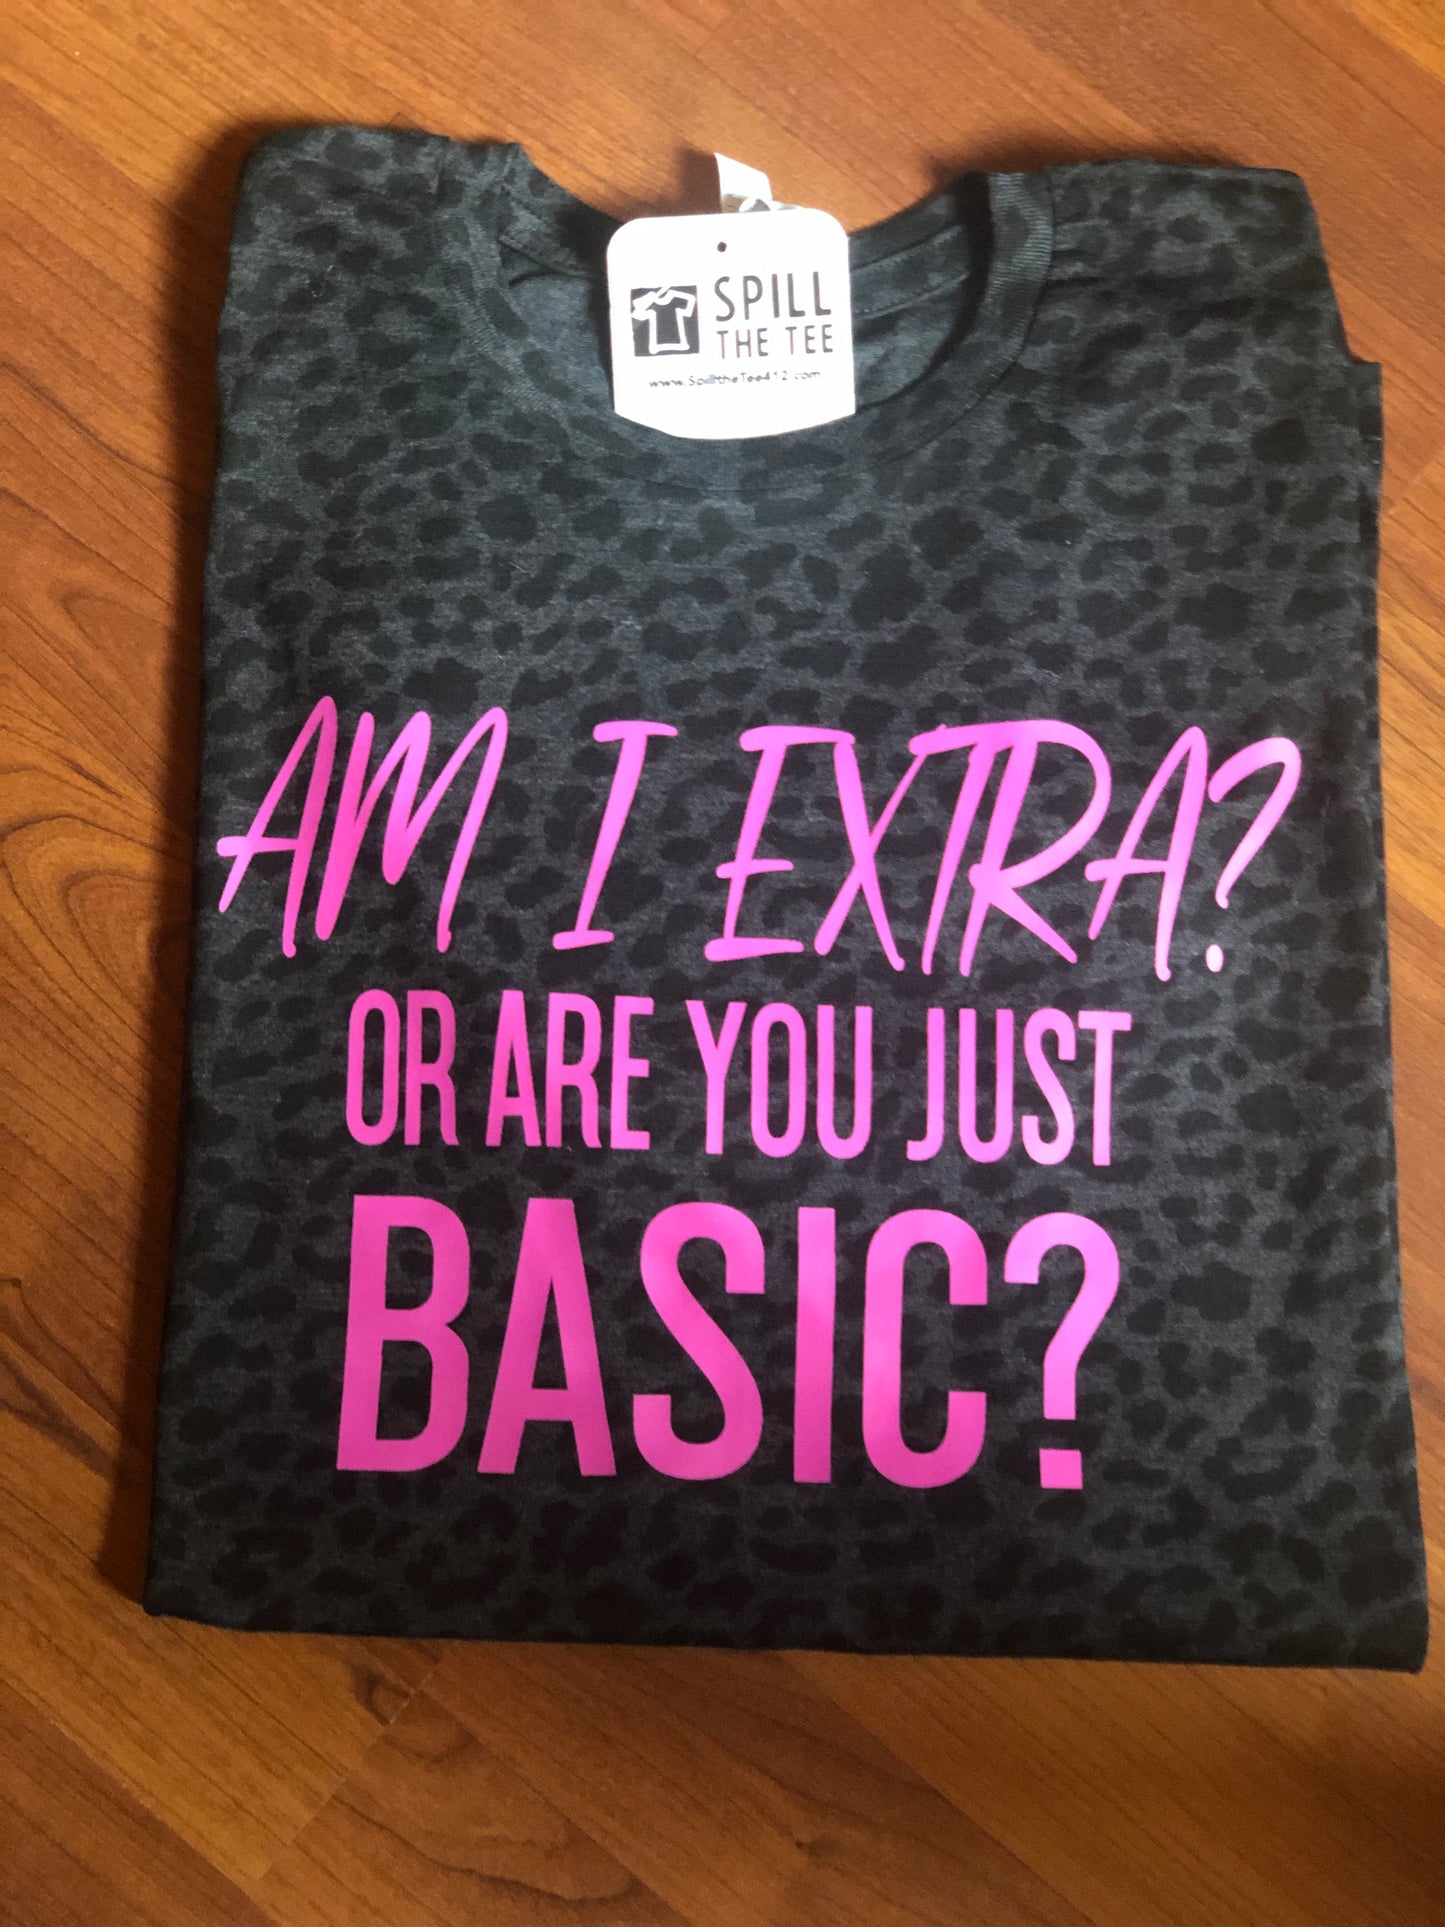 SPILL
THE TEE
www.SpilltheTee412.com
AM I EXTRA?
OR ARE YOU JUST
BASIC?